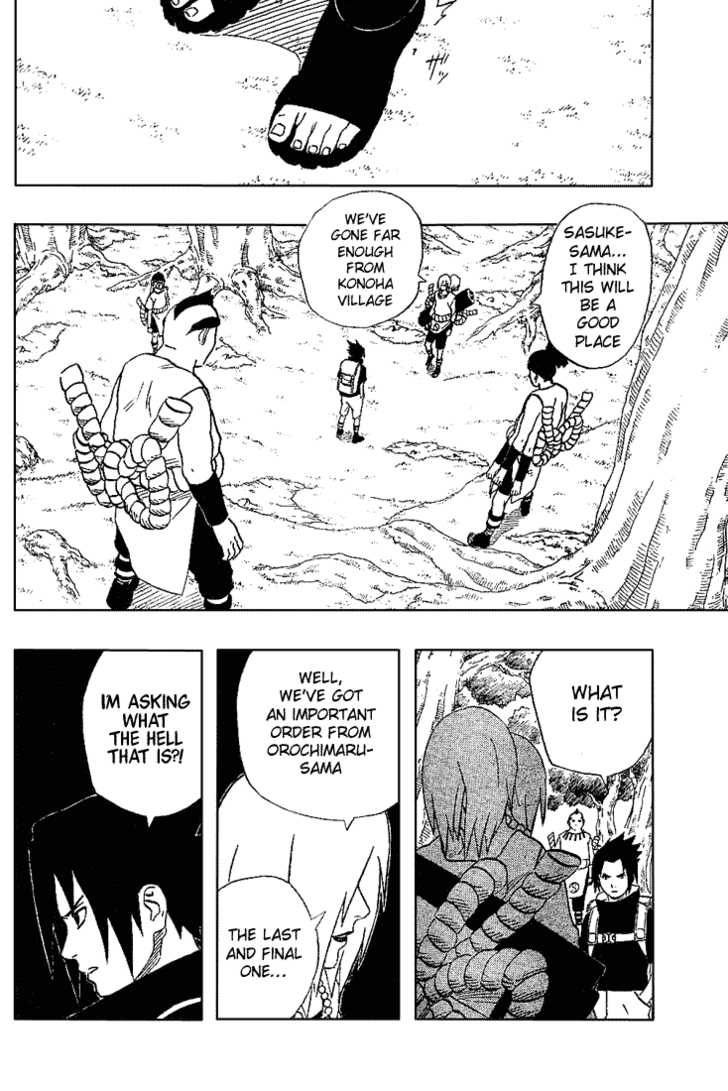 ザッ
SASUKE-
SAMA...
I THINK
THIS WILL
BE A
GOOD
PLACE
WE'VE
GONE FAR
ENOUGH
FROM
KONOHA
VILLAGE
WHAT
IS IT?
WELL,
WE'VE GOT
AN IMPORTANT
ORDER FROM
OROCHIMARU-
SAMA
THE LAST
AND FINAL
ONE...
IM ASKING
WHAT
THE HELL
THAT IS?!